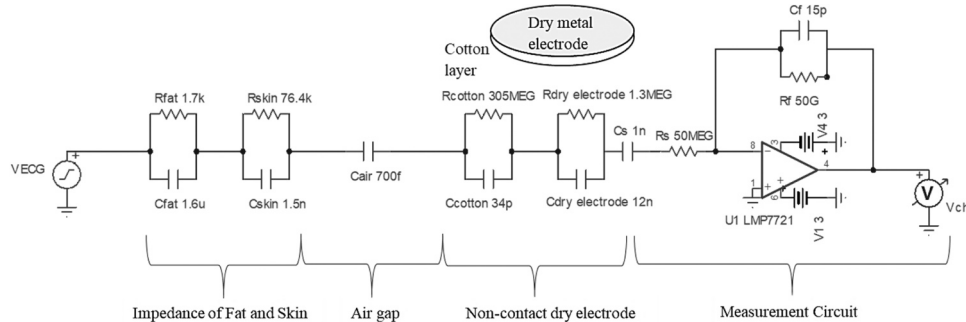 Dry metal
electrode
Cotton
layer
Cf 15p
Rfat 1.7k
Rskin 76.4k
Rcotton 305MEG
Rdry electrode 1.3MEG
Cs 1n
Rs 50MEG
Rf 50G
VECG
Cfat 1.6u
Cskin 1.5n
Cair 700f
Ccotton 34p
Cdry electrode 12n
8
3
V4 3
4
1
6
U1 LMP7721
V1 3
V
Vch
Impedance of Fat and Skin
Air gap
Non-contact dry electrode
Measurement Circuit